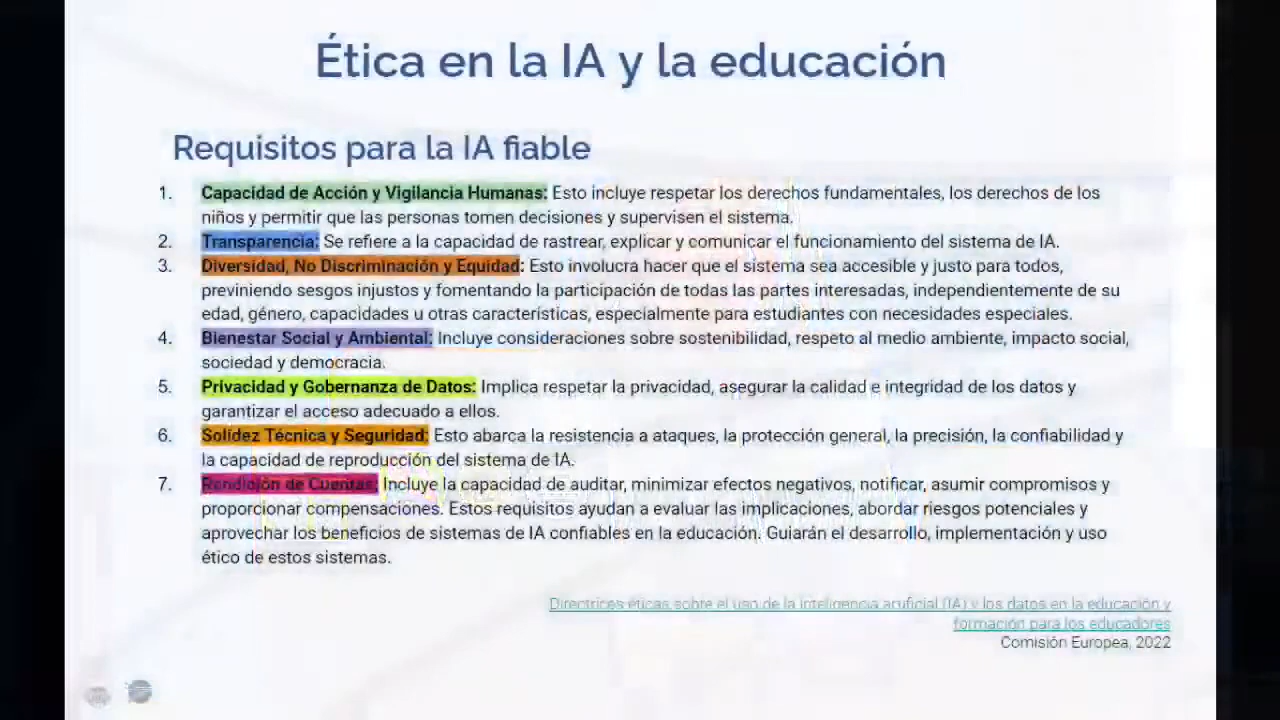 Ética en la IA y la educación
Requisitos para la IA fiable
1. Capacidad de Acción y Vigilancia Humanas: Esto incluye respetar los derechos fundamentales, los derechos de los
niños y permitir que las personas tomen decisiones y supervisen el sistema.
2. Transparencia: Se refiere a la capacidad de rastrear, explicar y comunicar el funcionamiento del sistema de IA.
3. Diversidad, No Discriminación y Equidad: Esto involucra hacer que el sistema sea accesible y justo para todos,
previniendo sesgos injustos y fomentando la participación de todas las partes interesadas, independientemente de su
edad, género, capacidades u otras características, especialmente para estudiantes con necesidades especiales.
4. Bienestar Social y Ambiental: Incluye consideraciones sobre sostenibilidad, respeto al medio ambiente, impacto social,
sociedad y democracia.
5. Privacidad y Gobernanza de Datos: Implica respetar la privacidad, asegurar la calidad e integridad de los datos y
garantizar el acceso adecuado a ellos.
6. Solidez Técnica y Seguridad: Esto abarca la resistencia a ataques, la protección general, la precisión, la confiabilidad y
la capacidad de reproducción del sistema de IA.
7. Rendición de Cuentas: Incluye la capacidad de auditar, minimizar efectos negativos, notificar, asumir compromisos y
proporcionar compensaciones. Estos requisitos ayudan a evaluar las implicaciones, abordar riesgos potenciales y
aprovechar los beneficios de sistemas de IA confiables en la educación. Guiarán el desarrollo, implementación y uso
ético de estos sistemas.
Directrices éticas sobre el uso de la inteligencia artificial (IA) y los datos en la educación y
formación para los educadores
Comisión Europea, 2022